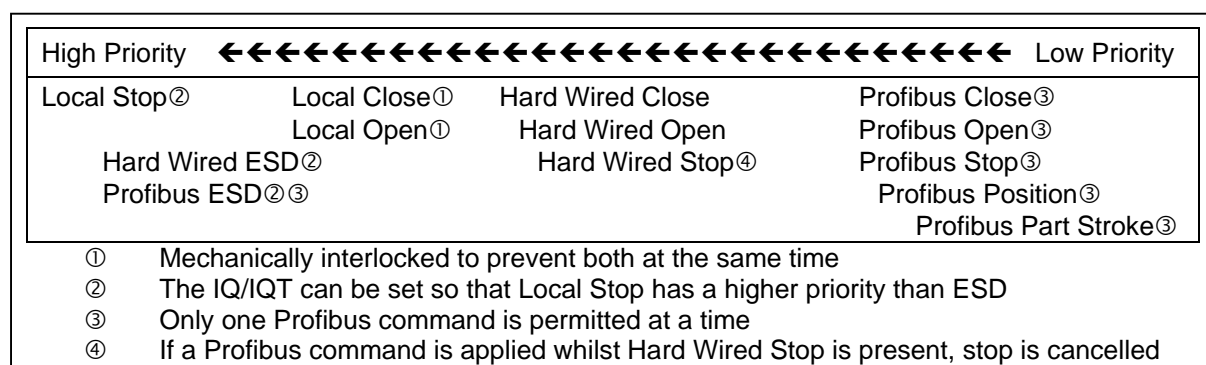 High Priority 🡸🡸🡸🡸🡸🡸🡸🡸🡸🡸🡸🡸🡸🡸🡸🡸🡸🡸🡸🡸🡸🡸🡸🡸🡸🡸🡸🡸 Low Priority
Local Stop② Local Close① Hard Wired Close Profibus Close③
Local Open① Hard Wired Open Profibus Open③
Hard Wired ESD② Hard Wired Stop④ Profibus Stop③
Profibus ESD②③ Profibus Position③
Profibus Part Stroke③
① Mechanically interlocked to prevent both at the same time
② The IQ/IQT can be set so that Local Stop has a higher priority than ESD
③ Only one Profibus command is permitted at a time
④ If a Profibus command is applied whilst Hard Wired Stop is present, stop is cancelled